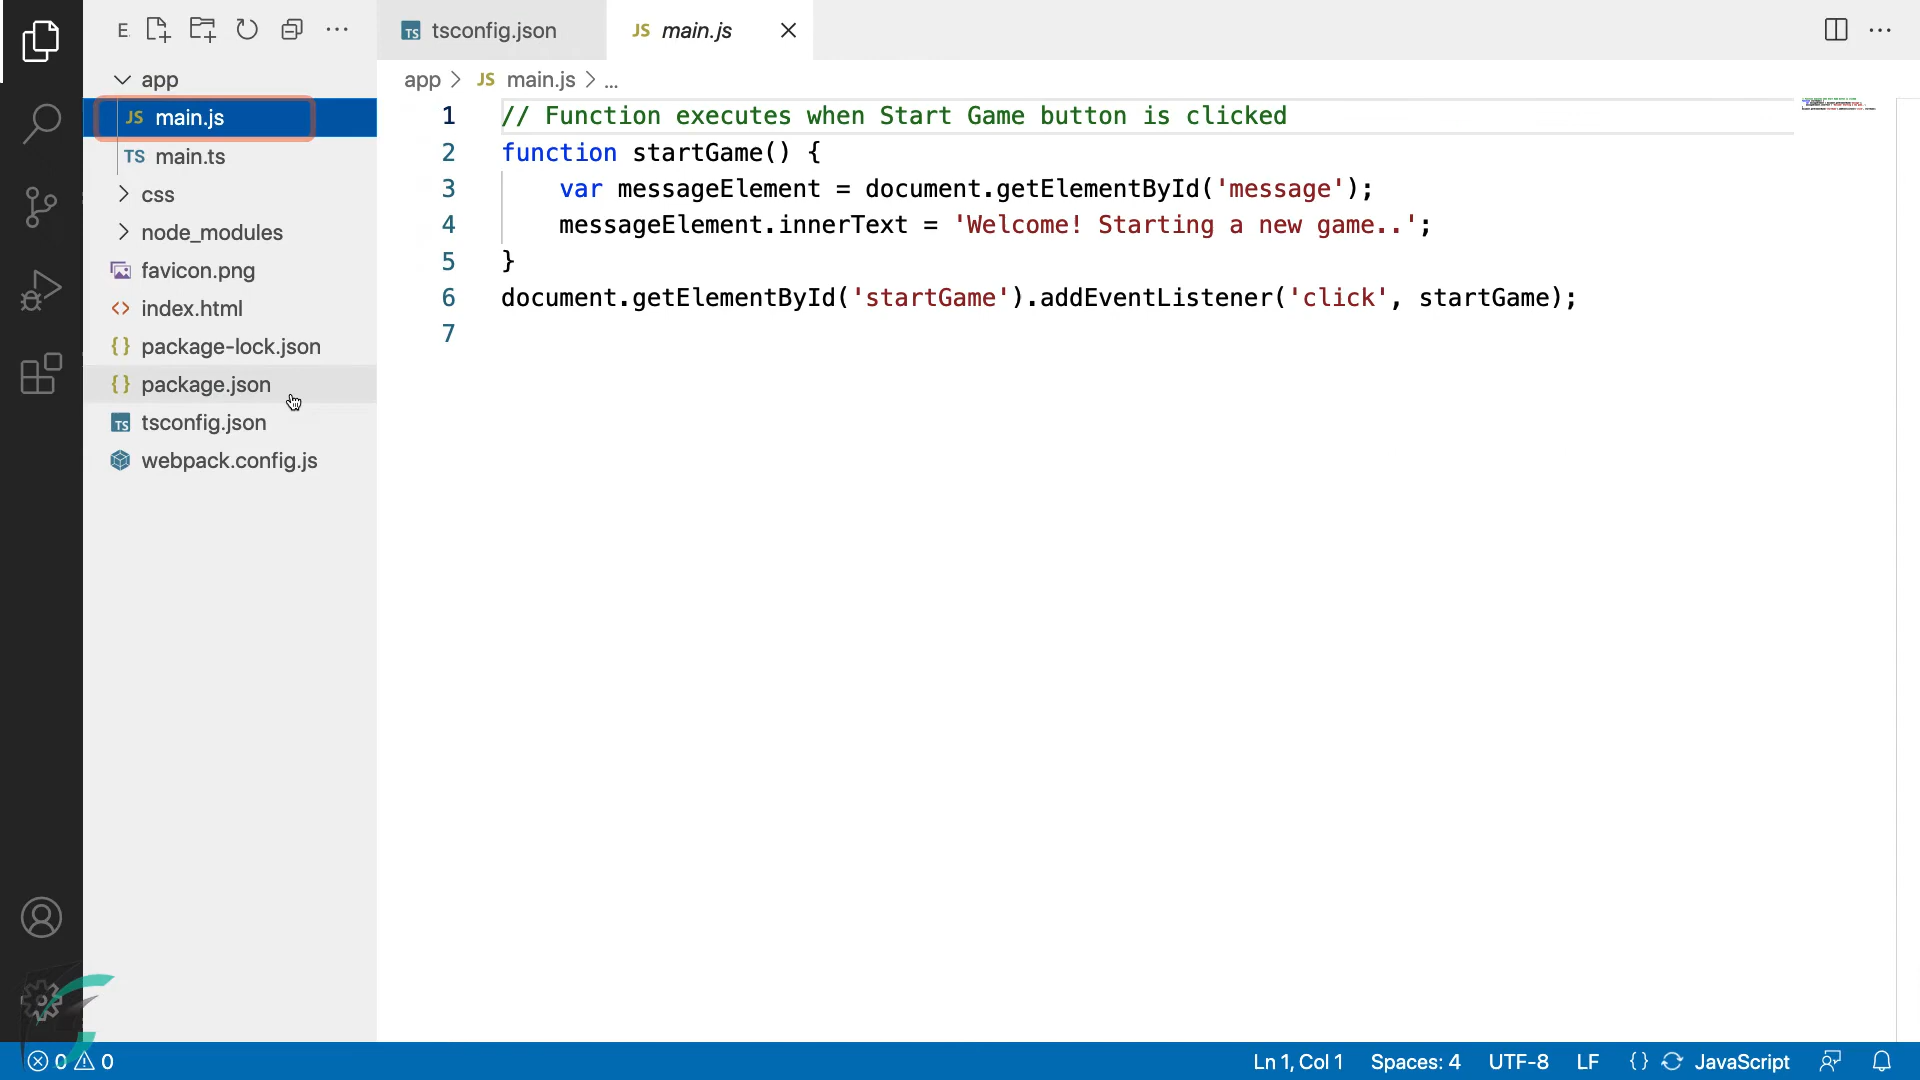 E
app
JS main.js
TS main.ts
css
node_modules
favicon.png
<> index.html
{} package-lock.json
{} package.json
TS tsconfig.json
webpack.config.js
TS tsconfig.json
JS main.js
app > JS main.js > ...
1 // Function executes when Start Game button is clicked
2 function startGame() {
3 var messageElement = document.getElementById('message');
4 messageElement.innerText = 'Welcome! Starting a new game..';
5 }
6 document.getElementById('startGame').addEventListener('click', startGame);
7
0 0 Ln 1, Col 1 Spaces: 4 UTF-8 LF {} JavaScript